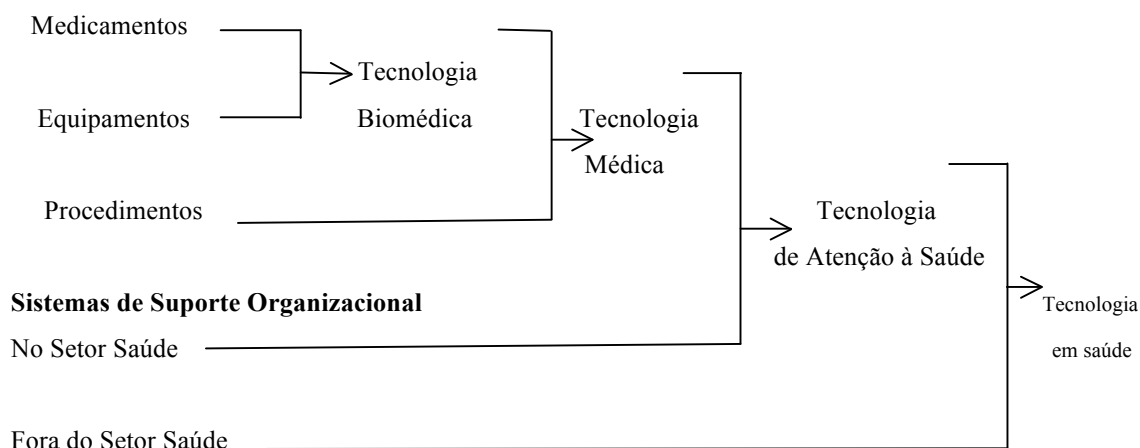 Medicamentos
Tecnologia
Biomédica
Equipamentos
Tecnologia
Médica
Procedimentos
Tecnologia
de Atenção à Saúde
Sistemas de Suporte Organizacional
No Setor Saúde
Tecnologia
em saúde
Fora do Setor Saúde